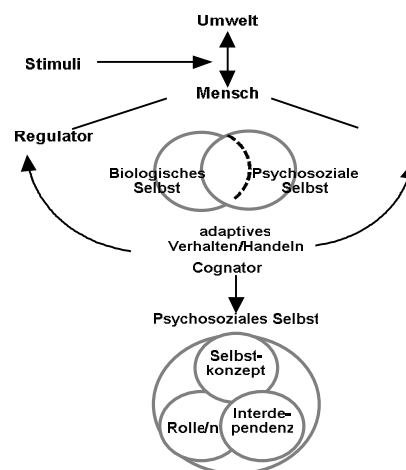 Umwelt
Stimuli
Mensch
Regulator
Biologisches
Selbst
Psychosoziale
Selbst
adaptives
Verhalten/Handeln
Cognator
Psychosoziales Selbst
Selbst-
konzept
Rolle/n
Interde-
pendenz